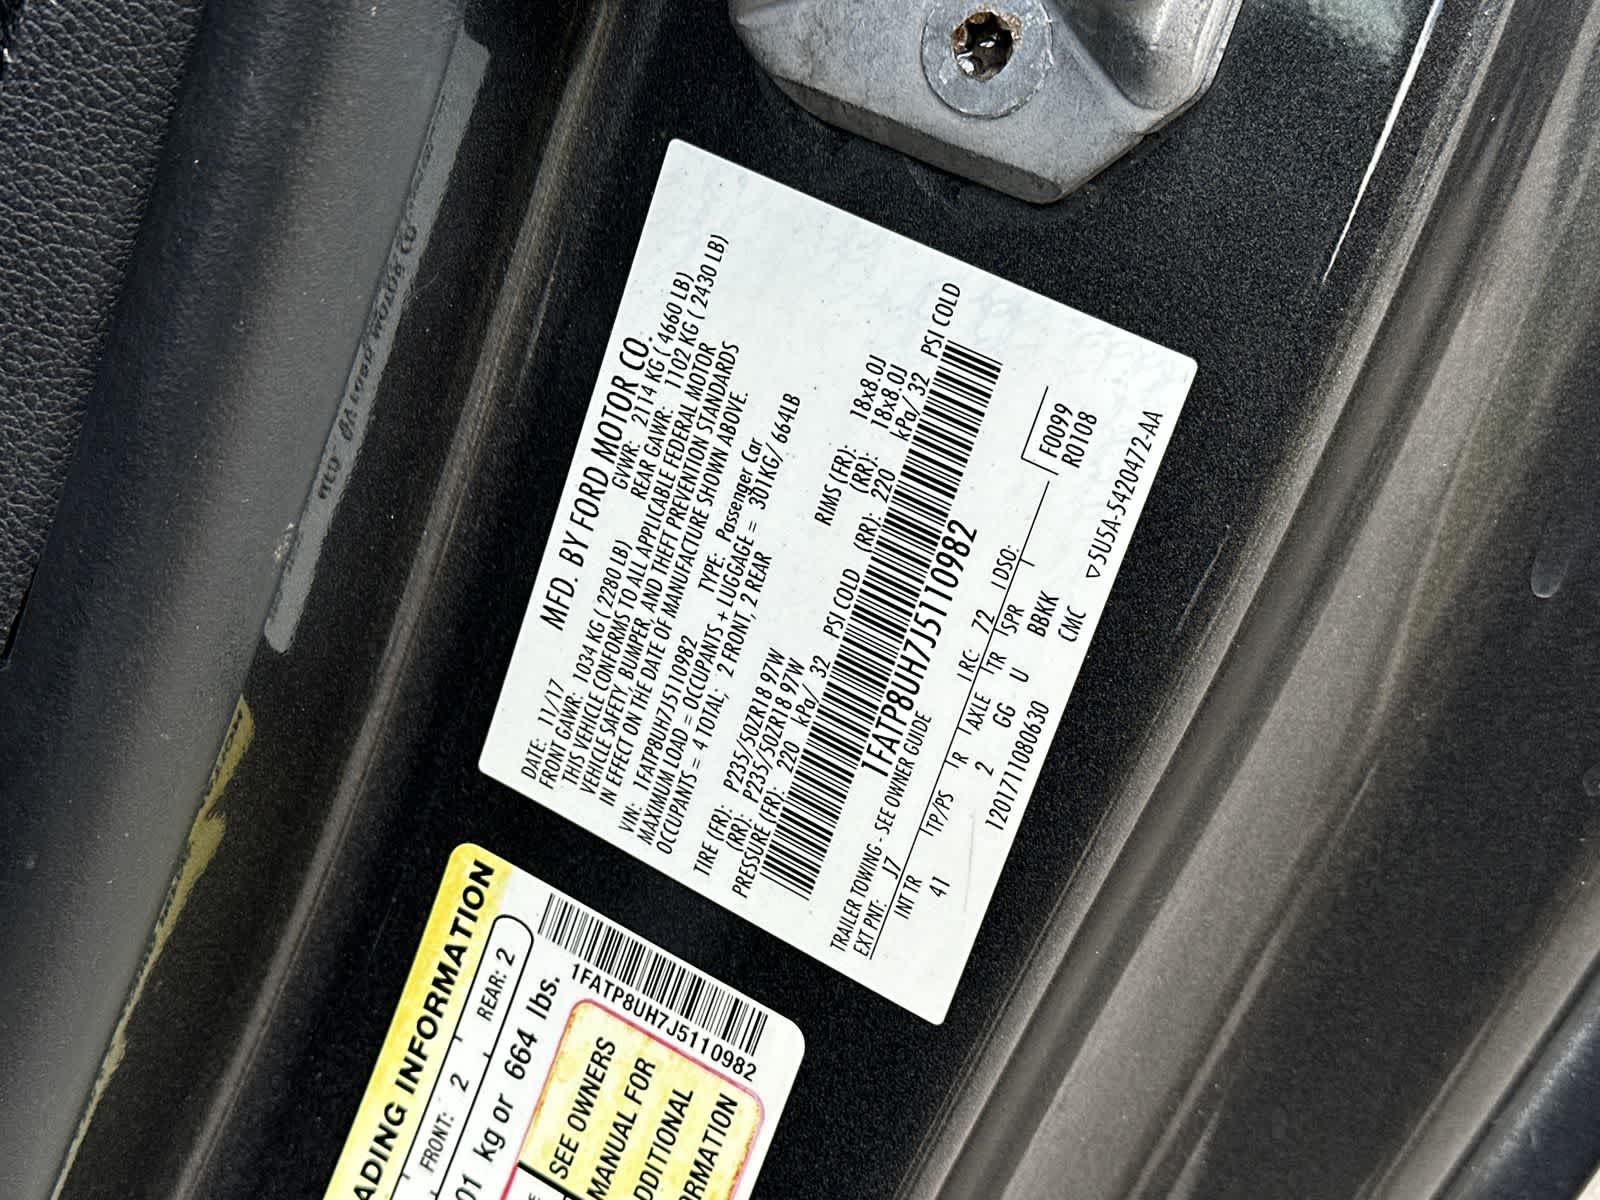 MFD. BY FORD MOTOR CO.
DATE: 11/17 GVWR: 2114 KG ( 4660 LB)
FRONT GAWR: 1034 KG ( 2280 LB) REAR GAWR: 1102 KG ( 2430 LB)
THIS VEHICLE CONFORMS TO ALL APPLICABLE FEDERAL MOTOR
VEHICLE SAFETY, BUMPER, AND THEFT PREVENTION STANDARDS
IN EFFECT ON THE DATE OF MANUFACTURE SHOWN ABOVE.
VIN: 1FATP8UH7J5110982 TYPE: Passenger Car
MAXIMUM LOAD = OCCUPANTS + LUGGAGE = 301KG/ 664LB
OCCUPANTS = 4 TOTAL; 2 FRONT, 2 REAR
TIRE (FR): P235/50ZR18 97W RIMS (FR): 18x8.0J
(RR): P235/50ZR18 97W (RR): 18x8.0J
PRESSURE (FR): 220 kPa/ 32 PSI COLD (RR): 220 kPa/ 32 PSI COLD
1FATP8UH7J5110982
TRAILER TOWING - SEE OWNER GUIDE
EXT PNT: J7 RC: 72 DSO: F0099
R0108
INT TR TP/PS R AXLE TR SPR
41 2 GG U BBKK
12017111080630 CMC
▽5U5A-5420472-AA
ADING INFORMATION
FRONT: 2 REAR: 2
01 kg or 664 lbs.
1FATP8UH7J5110982
SEE OWNERS
MANUAL FOR
DDITIONAL
ORMATION